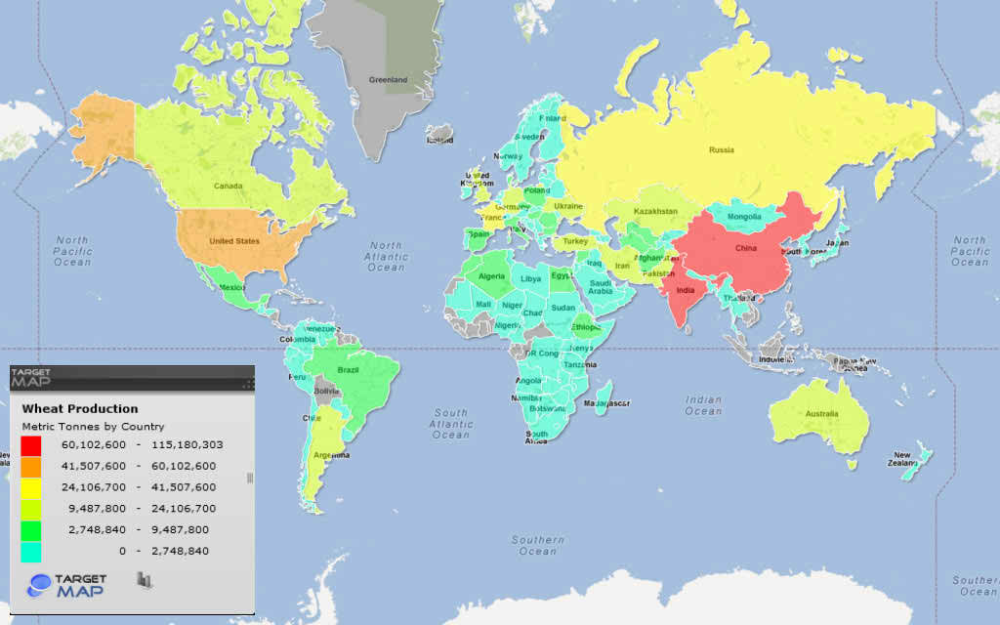 Greenland
Iceland
Finland
Sweden
Norway
Russia
United
Kingdom
Poland
Germany
Ukraine
Canada
Kazakhstan
Mongolia
United States
Spain
Italy
Turkey
China
Japan
South Korea
North
Pacific
Ocean
North
Atlantic
Ocean
North
Pacific
Ocean
Iraq
Iran
Afghanistan
Pakistan
Algeria
Libya
Egypt
Saudi
Arabia
India
Mexico
Mali
Niger
Chad
Sudan
Thailand
Nigeria
Ethiopia
Venezuela
Colombia
DR Congo
Kenya
Tanzania
Indonesia
Papua New
Guinea
Peru
Brazil
Bolivia
Angola
Namibia
Botswana
Madagascar
South
Africa
Chile
Argentina
South
Atlantic
Ocean
Indian
Ocean
Australia
New
Zealand
Southern
Ocean
Southern
Ocean
TARGET
MAP
Wheat Production
Metric Tonnes by Country
60,102,600 - 115,180,303
41,507,600 - 60,102,600
24,106,700 - 41,507,600
9,487,800 - 24,106,700
2,748,840 - 9,487,800
0 - 2,748,840
TARGET
MAP